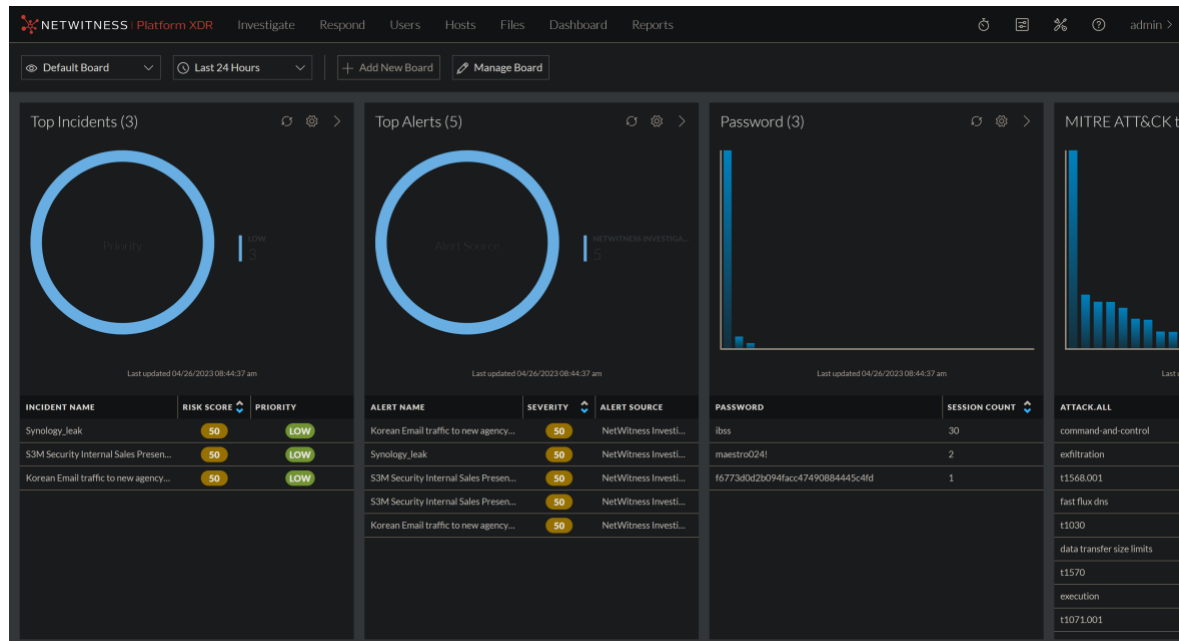 NETWITNESS | Platform XDR Investigate Respond Users Hosts Files Dashboard Reports admin >
Default Board Last 24 Hours + Add New Board Manage Board
Top Incidents (3)
Priority
LOW
3
Last updated 04/26/2023 08:44:37 am
INCIDENT NAME RISK SCORE PRIORITY
Synology_leak 50 LOW
S3M Security Internal Sales Presen... 50 LOW
Korean Email traffic to new agency... 50 LOW
Top Alerts (5)
Alert Source
NETWITNESS INVESTIGA...
5
Last updated 04/26/2023 08:44:37 am
ALERT NAME SEVERITY ALERT SOURCE
Korean Email traffic to new agency... 50 NetWitness Investi...
Synology_leak 50 NetWitness Investi...
S3M Security Internal Sales Presen... 50 NetWitness Investi...
S3M Security Internal Sales Presen... 50 NetWitness Investi...
Korean Email traffic to new agency... 50 NetWitness Investi...
Password (3)
Last updated 04/26/2023 08:44:37 am
PASSWORD SESSION COUNT
ibss 30
maestro024! 2
f6773d0d2b094facc47490884445c4fd 1
MITRE ATT&CK t
Last
ATTACK.ALL
command-and-control
exfiltration
t1568.001
fast flux dns
t1030
data transfer size limits
t1570
execution
t1071.001